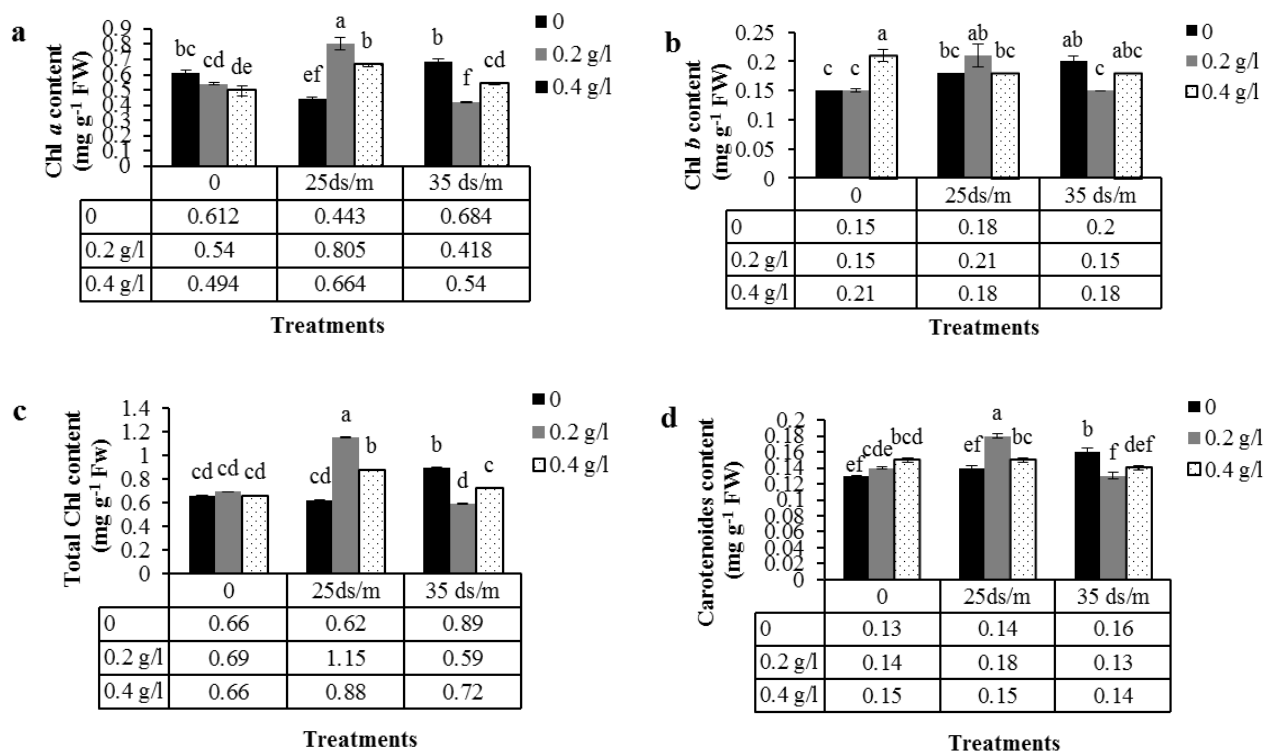 a
Chl a content
(mg g-1 FW)
0.9
0.8
0.7
0.6
0.5
0.4
0.3
0.2
0.1
0
bc cd de
ef a b
b f cd
0
0.2 g/l
0.4 g/l
0 25ds/m 35 ds/m
0 0.612 0.443 0.684
0.2 g/l 0.54 0.805 0.418
0.4 g/l 0.494 0.664 0.54
Treatments
b
Chl b content
(mg g-1 FW)
0.25
0.2
0.15
0.1
0.05
0
c c a
bc ab bc
ab c abc
0
0.2 g/l
0.4 g/l
0 25ds/m 35 ds/m
0 0.15 0.18 0.2
0.2 g/l 0.15 0.21 0.15
0.4 g/l 0.21 0.18 0.18
Treatments
c
Total Chl content
(mg g-1 Fw)
1.4
1.2
1
0.8
0.6
0.4
0.2
0
cd cd cd
cd a b
b d c
0
0.2 g/l
0.4 g/l
0 25ds/m 35 ds/m
0 0.66 0.62 0.89
0.2 g/l 0.69 1.15 0.59
0.4 g/l 0.66 0.88 0.72
Treatments
d
Carotenoides content
(mg g-1 FW)
0.2
0.18
0.16
0.14
0.12
0.1
0.08
0.06
0.04
0.02
0
ef cde bcd
ef a bc
b f def
0
0.2 g/l
0.4 g/l
0 25ds/m 35 ds/m
0 0.13 0.14 0.16
0.2 g/l 0.14 0.18 0.13
0.4 g/l 0.15 0.15 0.14
Treatments